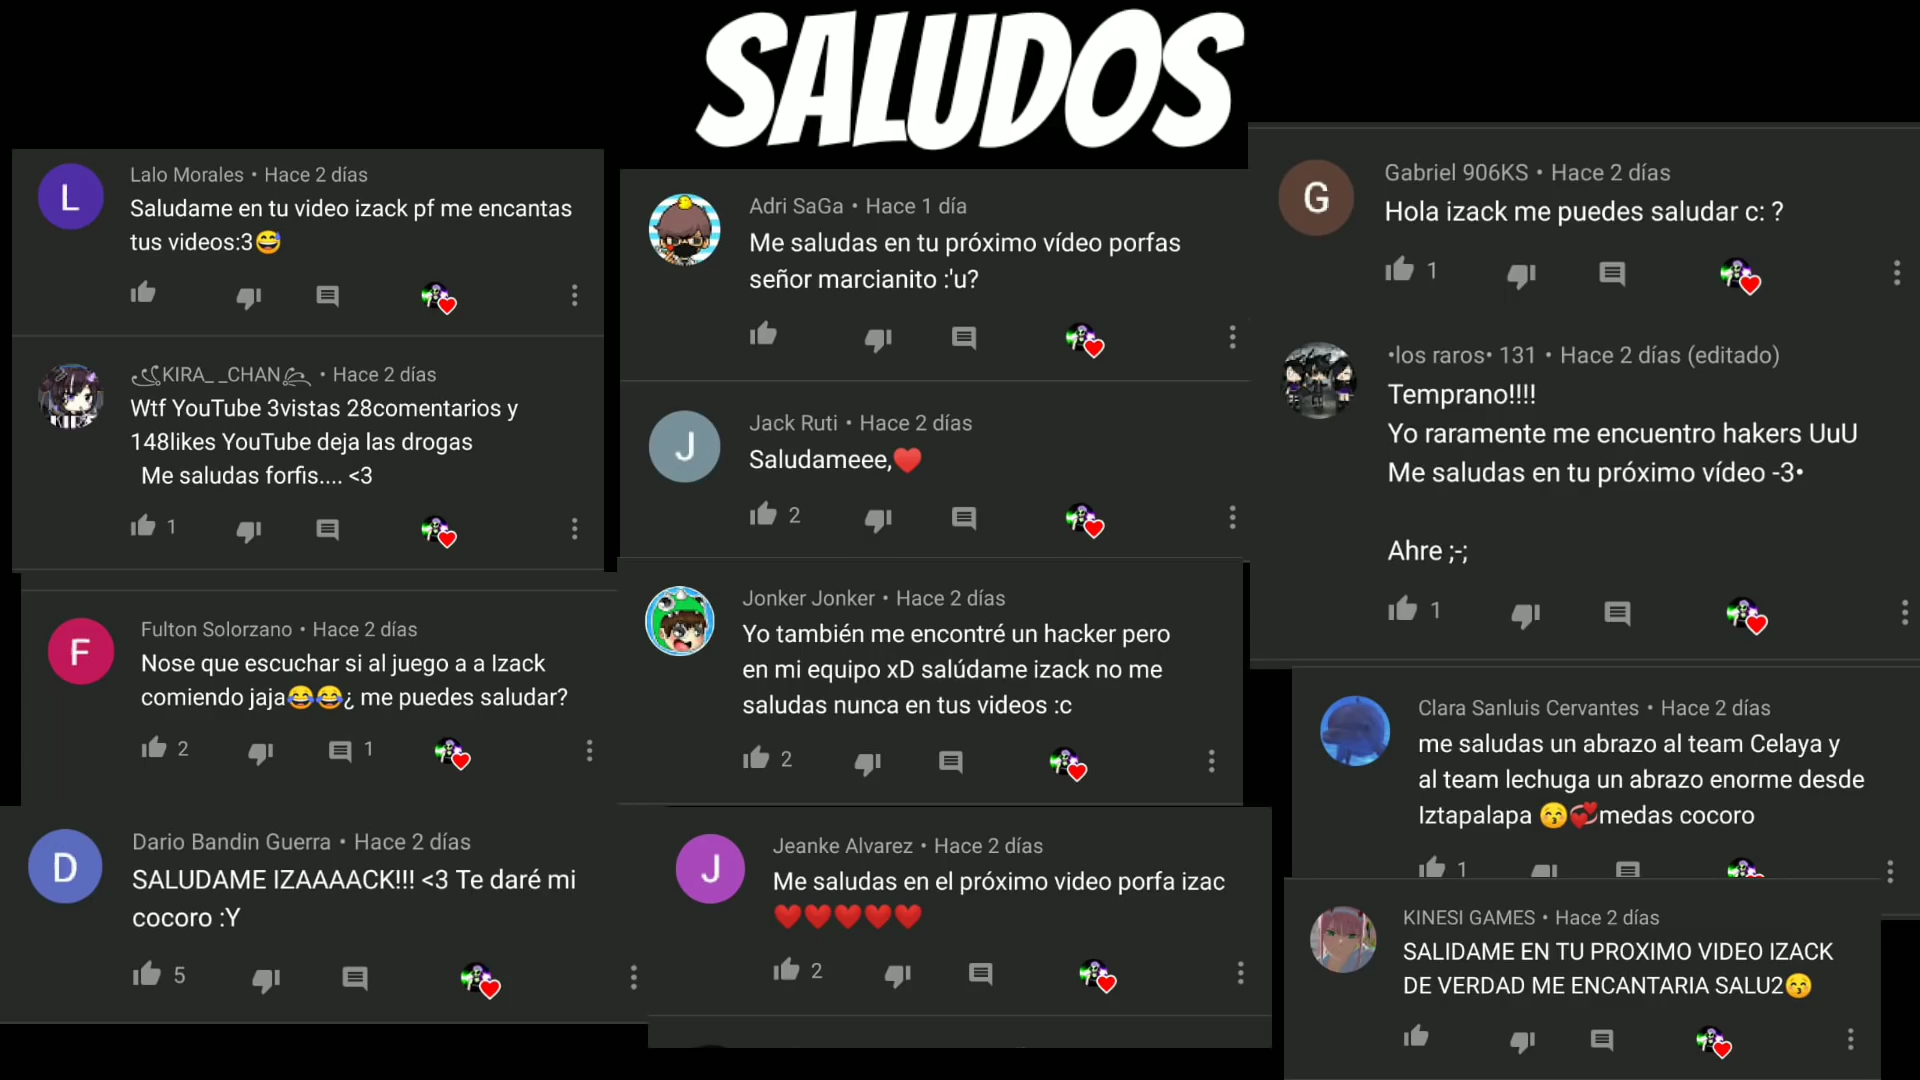 SALUDOS
L
Lalo Morales • Hace 2 días
Saludame en tu video izack pf me encantas
tus videos:3😅
KIRA_ _CHAN • Hace 2 días
Wtf YouTube 3vistas 28comentarios y
148likes YouTube deja las drogas
Me saludas forfis.... <3
1
F
Fulton Solorzano • Hace 2 días
Nose que escuchar si al juego a a Izack
comiendo jaja😂😂¿ me puedes saludar?
2 1
D
Dario Bandin Guerra • Hace 2 días
SALUDAME IZAAAACK!!! <3 Te daré mi
cocoro :Y
5
Adri SaGa • Hace 1 día
Me saludas en tu próximo vídeo porfas
señor marcianito :'u?
J
Jack Ruti • Hace 2 días
Saludameee,♥️
2
Jonker Jonker • Hace 2 días
Yo también me encontré un hacker pero
en mi equipo xD salúdame izack no me
saludas nunca en tus videos :c
2
J
Jeanke Alvarez • Hace 2 días
Me saludas en el próximo video porfa izac
❤️❤️❤️❤️❤️
2
G
Gabriel 906KS • Hace 2 días
Hola izack me puedes saludar c: ?
1
•los raros• 131 • Hace 2 días (editado)
Temprano!!!!
Yo raramente me encuentro hakers UuU
Me saludas en tu próximo vídeo -3•
Ahre ;-;
1
Clara Sanluis Cervantes • Hace 2 días
me saludas un abrazo al team Celaya y
al team lechuga un abrazo enorme desde
Iztapalapa 😚💞medas cocoro
1
KINESI GAMES • Hace 2 días
SALIDAME EN TU PROXIMO VIDEO IZACK
DE VERDAD ME ENCANTARIA SALU2😚